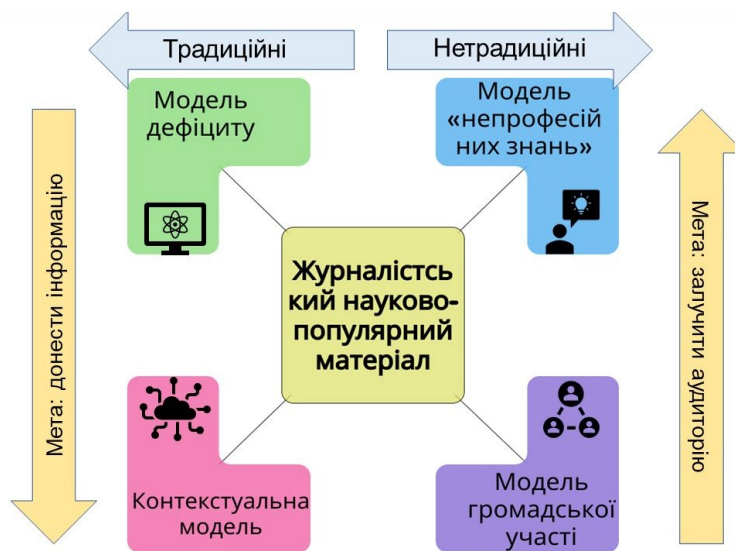 Традиційні
Нетрадиційні
Модель
дефіциту
Модель
«непрофесій
них знань»
Мета: донести інформацію
Журналістсь
кий науково-
популярний
матеріал
Мета: залучити аудиторію
Контекстуальна
модель
Модель
громадської
участі